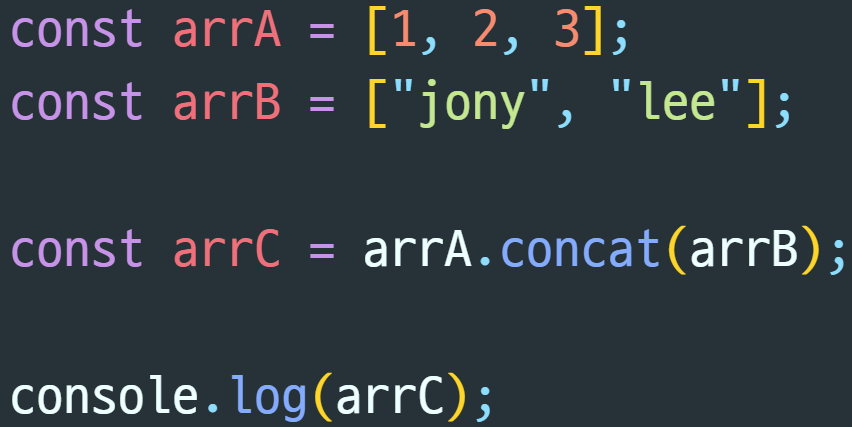 const arrA = [1, 2, 3];
const arrB = ["jony", "lee"];
const arrC = arrA.concat(arrB);
console.log(arrC);